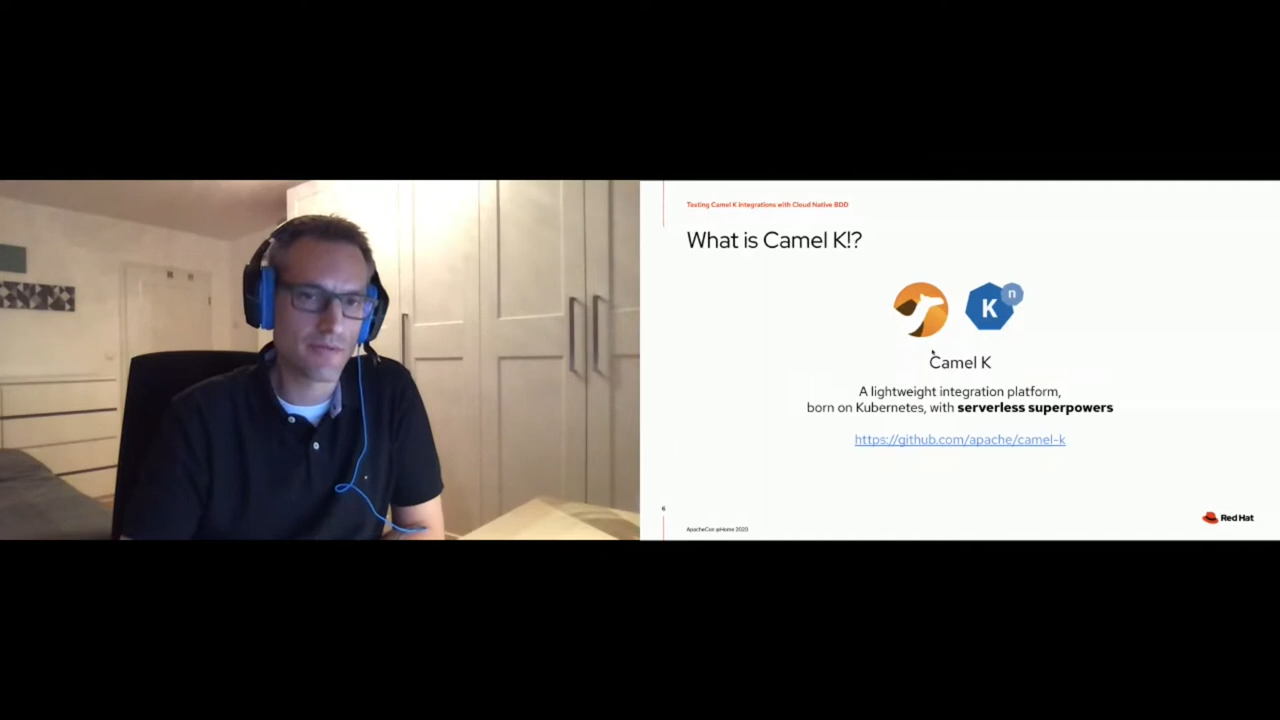 Testing Camel K integrations with Cloud Native BDD
What is Camel K!?
K
n
Camel K
A lightweight integration platform,
born on Kubernetes, with serverless superpowers
https://github.com/apache/camel-k
6
ApacheCon @Home 2020
Red Hat